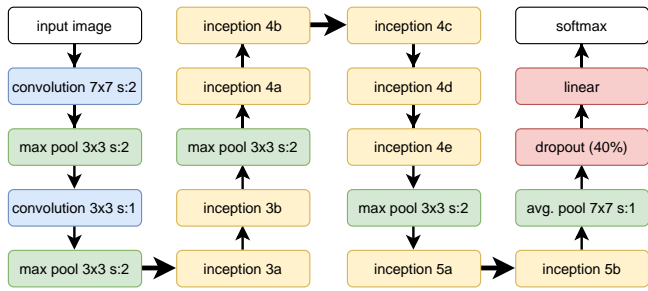 input image
convolution 7x7 s:2
max pool 3x3 s:2
convolution 3x3 s:1
max pool 3x3 s:2
inception 3a
inception 3b
max pool 3x3 s:2
inception 4a
inception 4b
inception 4c
inception 4d
inception 4e
max pool 3x3 s:2
inception 5a
inception 5b
avg. pool 7x7 s:1
dropout (40%)
linear
softmax